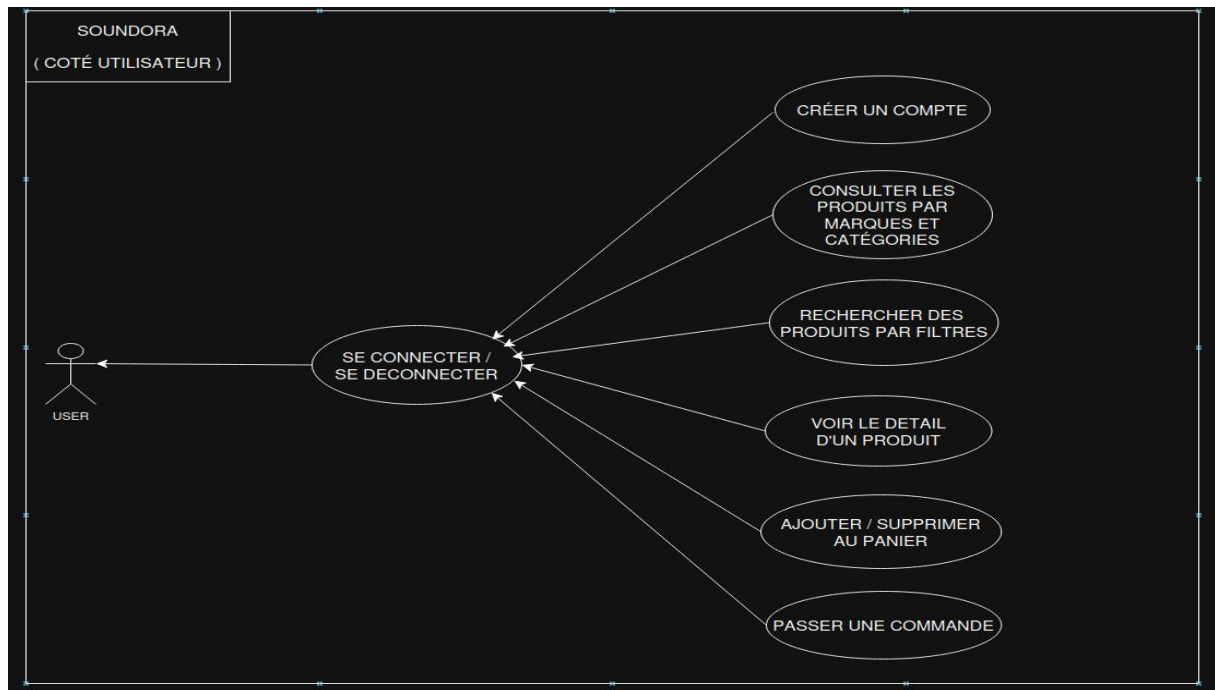 SOUNDORA
( COTÉ UTILISATEUR )
CRÉER UN COMPTE
CONSULTER LES
PRODUITS PAR
MARQUES ET
CATÉGORIES
RECHERCHER DES
PRODUITS PAR FILTRES
SE CONNECTER /
SE DECONNECTER
USER
VOIR LE DETAIL
D'UN PRODUIT
AJOUTER / SUPPRIMER
AU PANIER
PASSER UNE COMMANDE